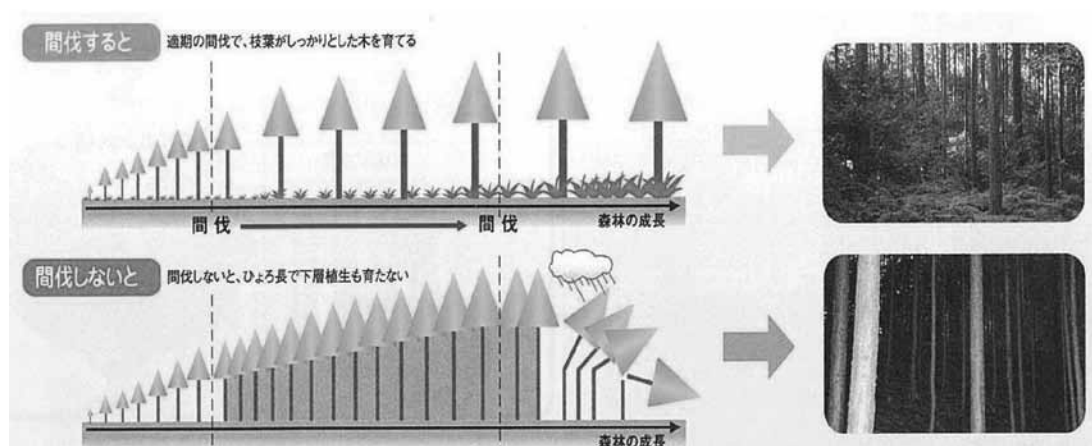 間伐すると
適期の間伐で、枝葉がしっかりとした木を育てる
間 伐
間 伐
森林の成長
間伐しないと
間伐しないと、ひょろ長で下層植生も育たない
森林の成長